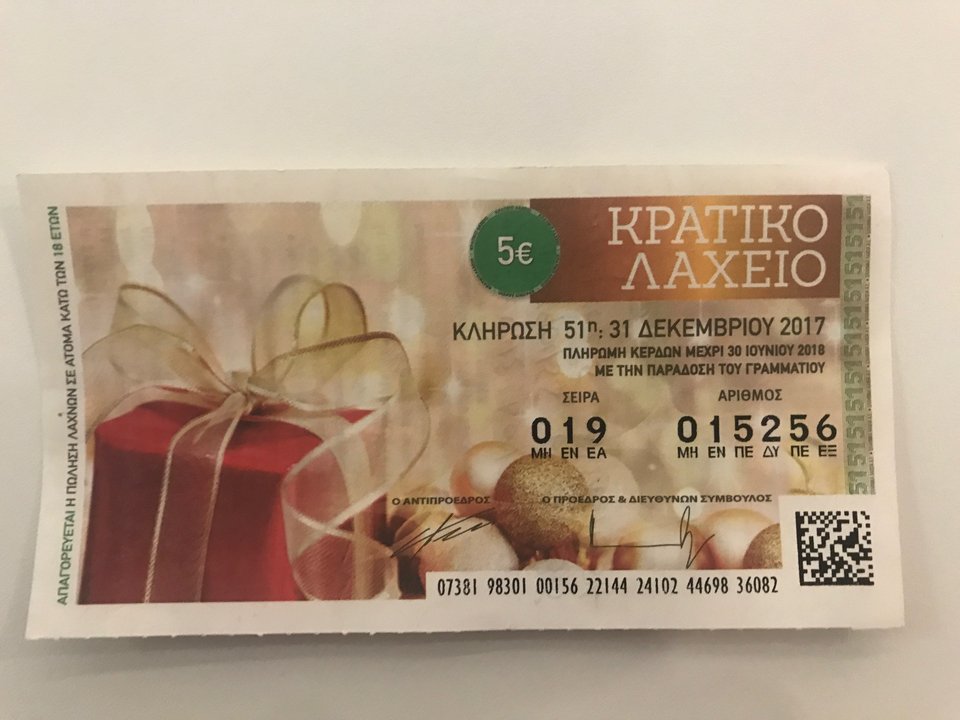 ΑΠΑΓΟΡΕΥΕΤΑΙ Η ΠΩΛΗΣΗ ΛΑΧΝΩΝ ΣΕ ΑΤΟΜΑ ΚΑΤΩ ΤΩΝ 18 ΕΤΩΝ
5€
ΚΡΑΤΙΚΟ
ΛΑΧΕΙΟ
ΚΛΗΡΩΣΗ 51η: 31 ΔΕΚΕΜΒΡΙΟΥ 2017
ΠΛΗΡΩΜΗ ΚΕΡΔΩΝ ΜΕΧΡΙ 30 ΙΟΥΝΙΟΥ 2018
ΜΕ ΤΗΝ ΠΑΡΑΔΟΣΗ ΤΟΥ ΓΡΑΜΜΑΤΙΟΥ
ΣΕΙΡΑ ΑΡΙΘΜΟΣ
019 015256
ΜΗ ΕΝ ΕΑ ΜΗ ΕΝ ΠΕ ΔΥ ΠΕ ΕΞ
Ο ΑΝΤΙΠΡΟΕΔΡΟΣ Ο ΠΡΟΕΔΡΟΣ & ΔΙΕΥΘΥΝΩΝ ΣΥΜΒΟΥΛΟΣ
07381 98301 00156 22144 24102 44698 36082